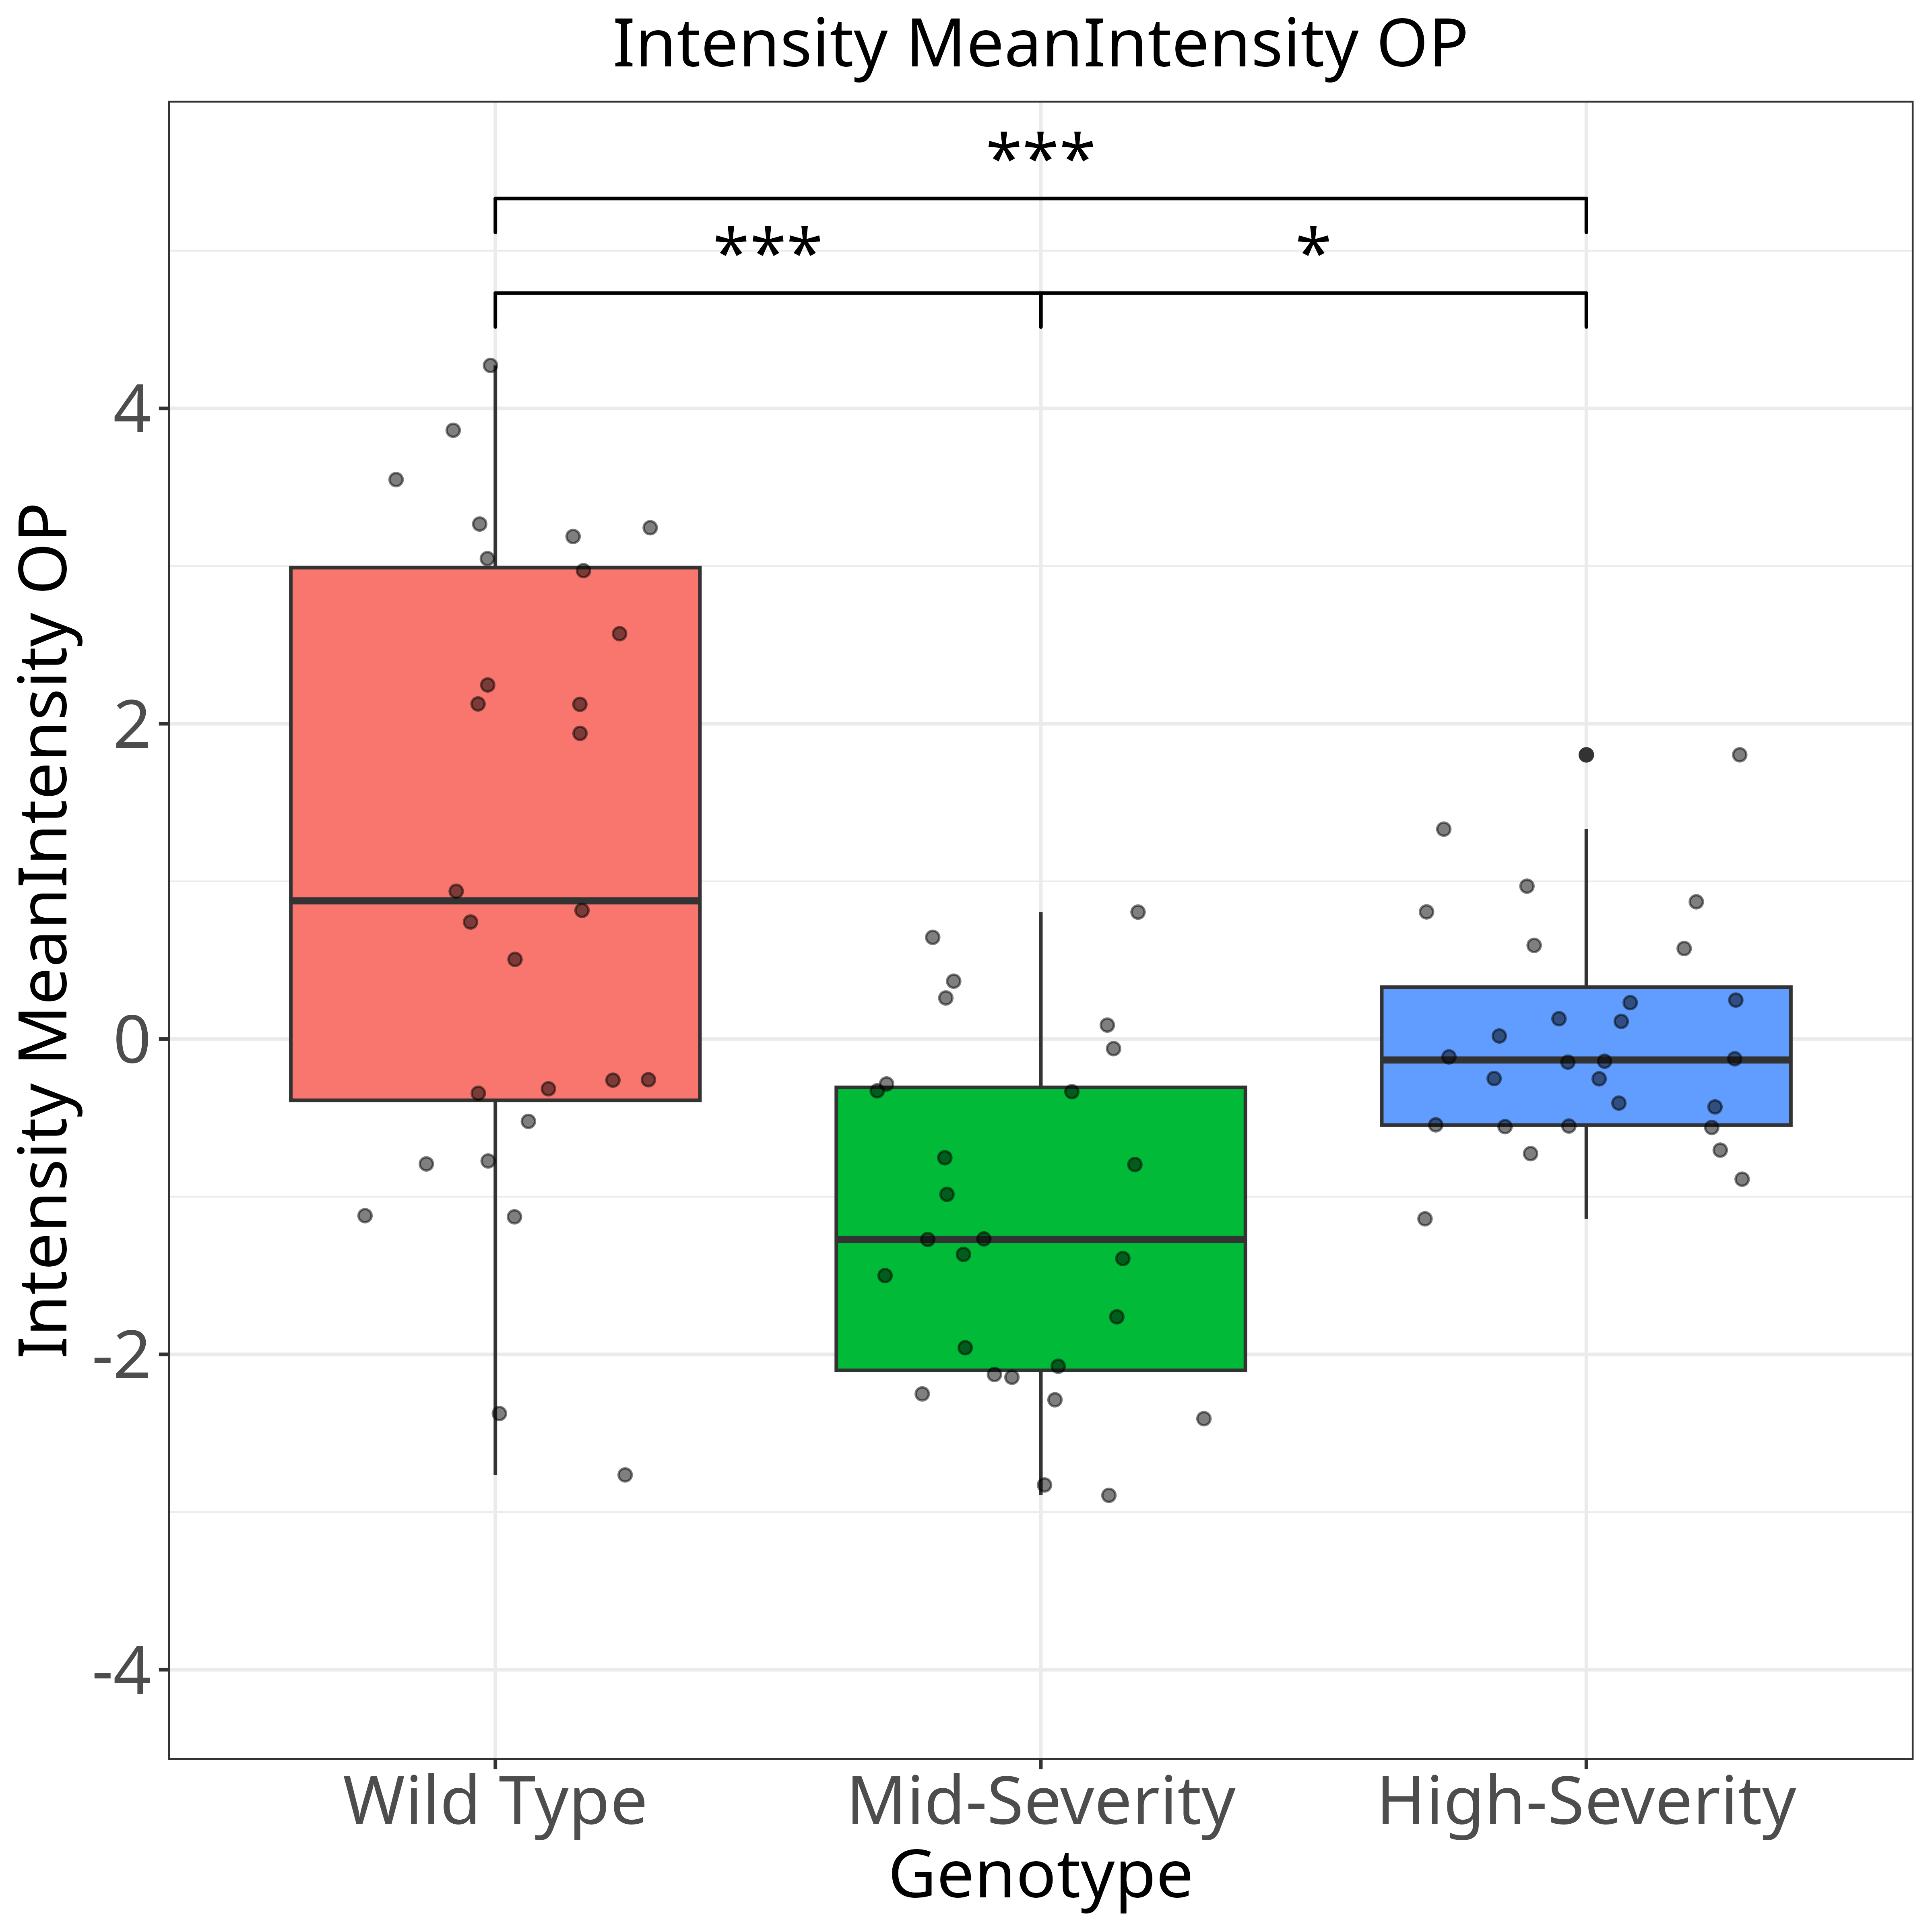 Intensity MeanIntensity OP
***
***
*
Intensity MeanIntensity OP
4
2
0
-2
-4
Wild Type
Mid-Severity
High-Severity
Genotype